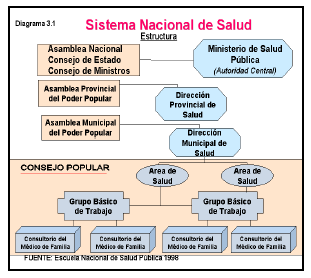 Diagrama 3.1
Sistema Nacional de Salud
Estructura
Asamblea Nacional
Consejo de Estado
Consejo de Ministros
Ministerio de Salud
Pública
(Autoridad Central)
Asamblea Provincial
del Poder Popular
Dirección
Provincial de
Salud
Asamblea Municipal
del Poder Popular
Dirección
Municipal de
Salud
CONSEJO POPULAR
Area de
Salud
Area de
Salud
Grupo Básico
de Trabajo
Grupo Básico
de Trabajo
Consultorio del
Médico de Familia
Consultorio del
Médico de Familia
Consultorio del
Médico de Familia
Consultorio del
Médico de Familia
FUENTE: Escuela Nacional de Salud Pública 1998